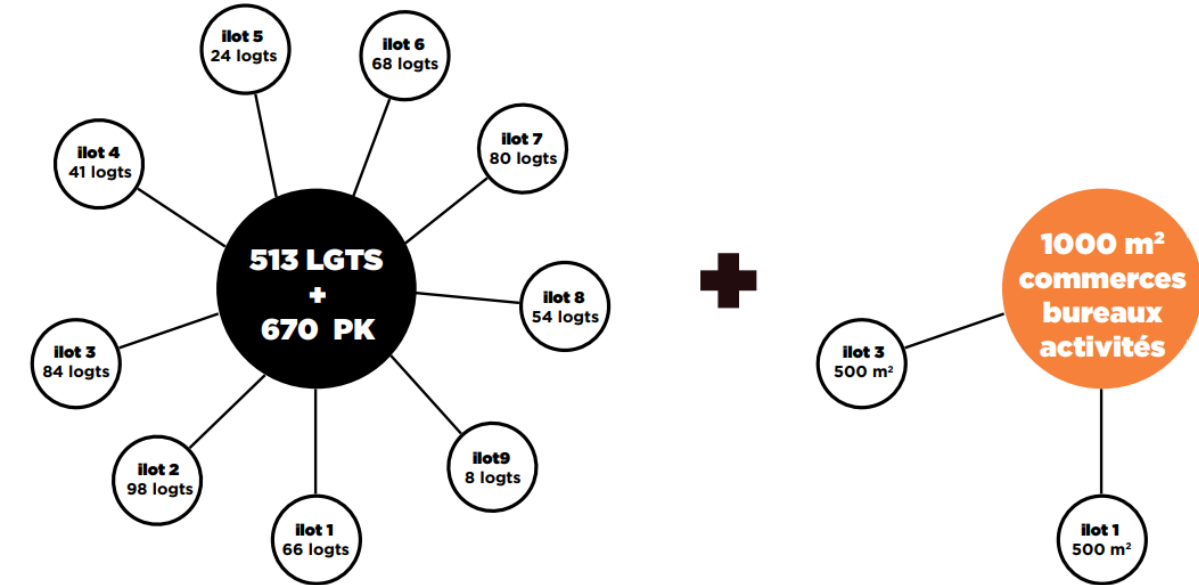 ilot 5
24 logts
ilot 6
68 logts
ilot 7
80 logts
ilot 4
41 logts
513 LGTS
+
670 PK
ilot 8
54 logts
ilot 3
84 logts
ilot 2
98 logts
ilot9
8 logts
ilot 1
66 logts
1000 m²
commerces
bureaux
activités
ilot 3
500 m²
ilot 1
500 m²